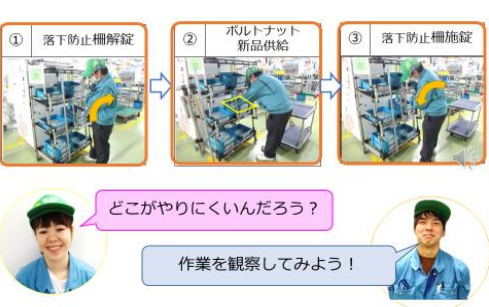 ① 落下防止柵解錠
② ボルトナット
新品供給
③ 落下防止柵施錠
どこがやりにくいんだろう？
作業を観察してみよう！